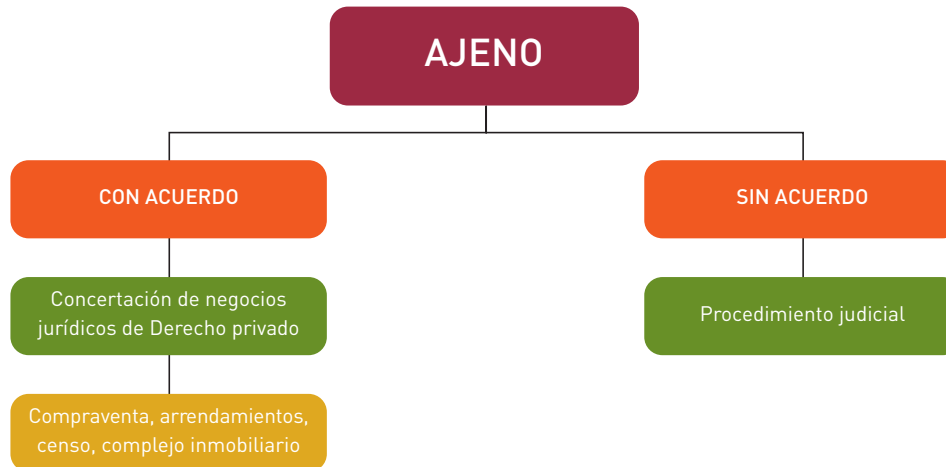 AJENO
CON ACUERDO
SIN ACUERDO
Concertación de negocios
jurídicos de Derecho privado
Procedimiento judicial
Compraventa, arrendamientos,
censo, complejo inmobiliario